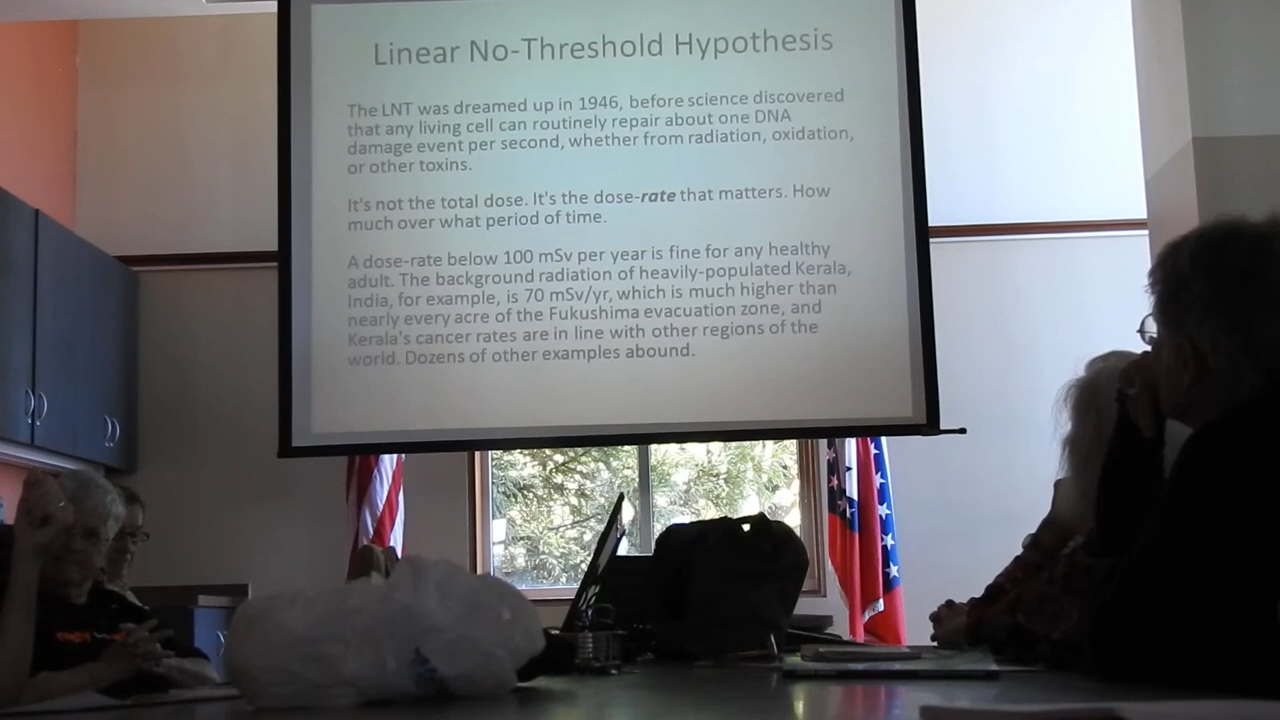 Linear No-Threshold Hypothesis
The LNT was dreamed up in 1946, before science discovered
that any living cell can routinely repair about one DNA
damage event per second, whether from radiation, oxidation,
or other toxins.
It's not the total dose. It's the dose-rate that matters. How
much over what period of time.
A dose-rate below 100 mSv per year is fine for any healthy
adult. The background radiation of heavily-populated Kerala,
India, for example, is 70 mSv/yr, which is much higher than
nearly every acre of the Fukushima evacuation zone, and
Kerala's cancer rates are in line with other regions of the
world. Dozens of other examples abound.